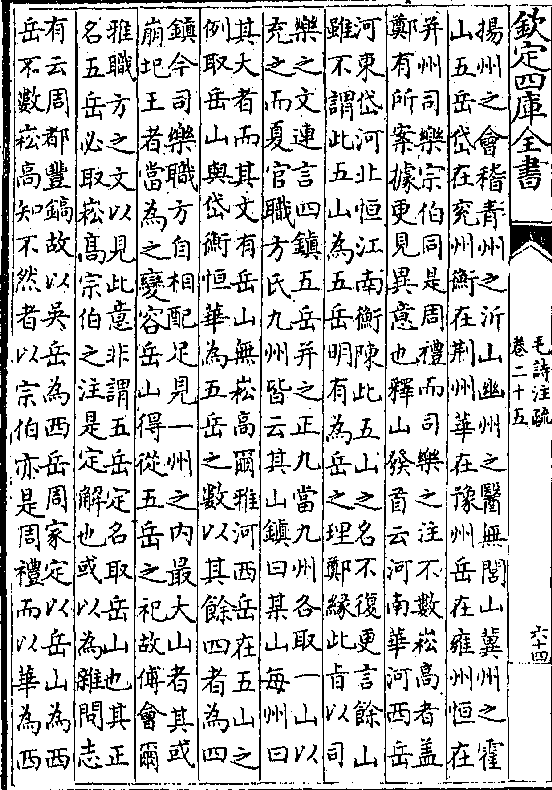 欽定四庫全書
毛詩注疏
卷二十五
六十四
揚州之會稽青州之沂山幽州之醫無閭山冀州之霍
山五岳岱在兖州衡在荆州華在豫州岳在雍州恒在
并州司樂宗伯同是周禮而司樂之注不數崧高者蓋
鄭有所案據更見異意也釋山發首云河南華河西岳
河東岱河北恒江南衡陳此五山之名不復更言餘山
雖不謂此五山為五岳明有為岳之理鄭緣此旨以司
樂之文連言四鎮五岳并之正九當九州各取一山以
充之而夏官職方氏九州皆云其山鎮曰某山每州曰
其大者而其文有岳山無崧高爾雅河西岳在五山之
例取岳山與岱衡恒華為五岳之數以其餘四者為四
鎮今司樂職方自相配足見一州之内最大山者其或
崩圮王者當為之變容岳山得從五岳之祀故傅會爾
雅職方之文以見此意非謂五岳定名取岳山也其正
名五岳必取崧髙宗伯之注是定解也或以為雜問志
有云周都豐鎬故以吳岳為西岳周家定以岳山為西
岳不數崧高知不然者以宗伯亦是周禮而以華為西